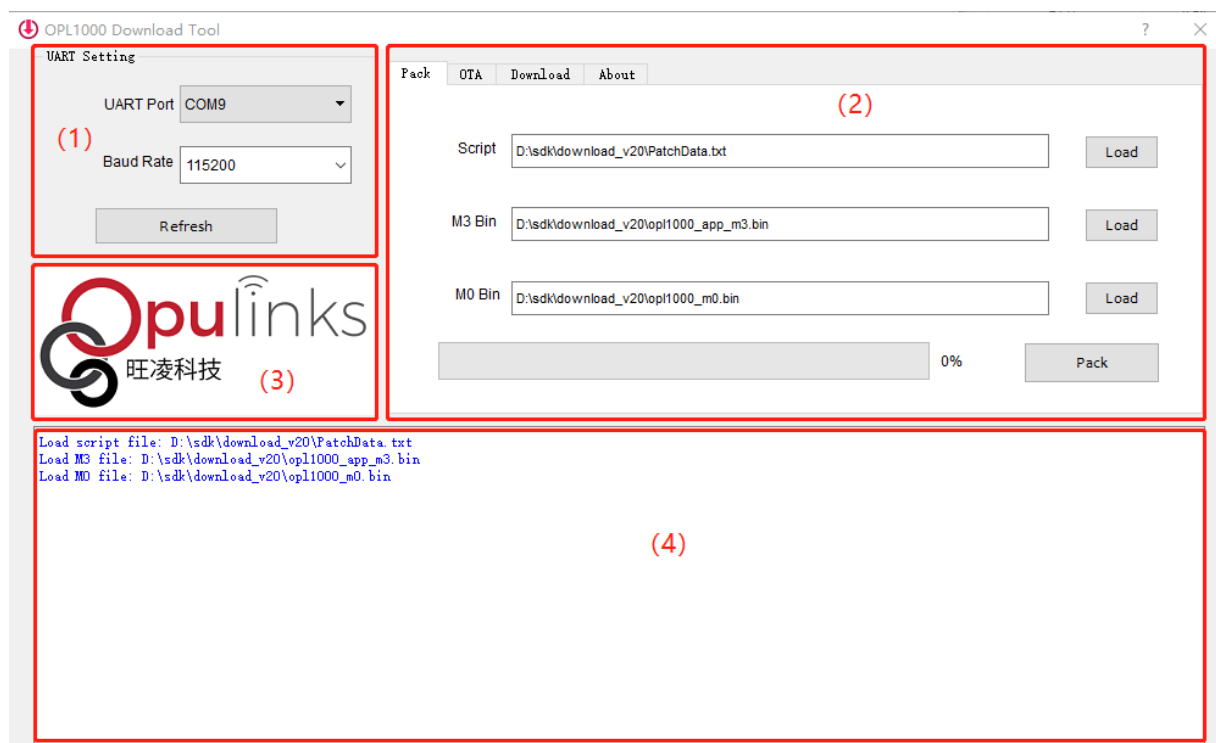 OPL1000 Download Tool
?
UART Setting
UART Port COM9
(1)
Baud Rate 115200
Refresh
Pack OTA Download About
(2)
Script D:\sdk\download_v20\PatchData.txt Load
M3 Bin D:\sdk\download_v20\opl1000_app_m3.bin Load
M0 Bin D:\sdk\download_v20\opl1000_m0.bin Load
0% Pack
Opulinks
旺凌科技
(3)
Load script file: D:\sdk\download_v20\PatchData.txt
Load M3 file: D:\sdk\download_v20\opl1000_app_m3.bin
Load M0 file: D:\sdk\download_v20\opl1000_m0.bin
(4)